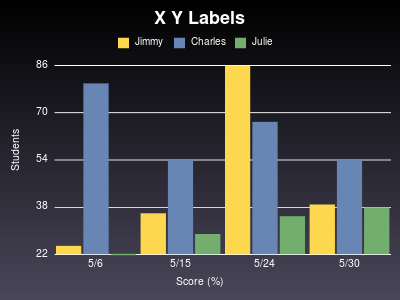 X Y Labels
Jimmy Charles Julie
86
70
54
38
22
Students
5/6 5/15 5/24 5/30
Score (%)